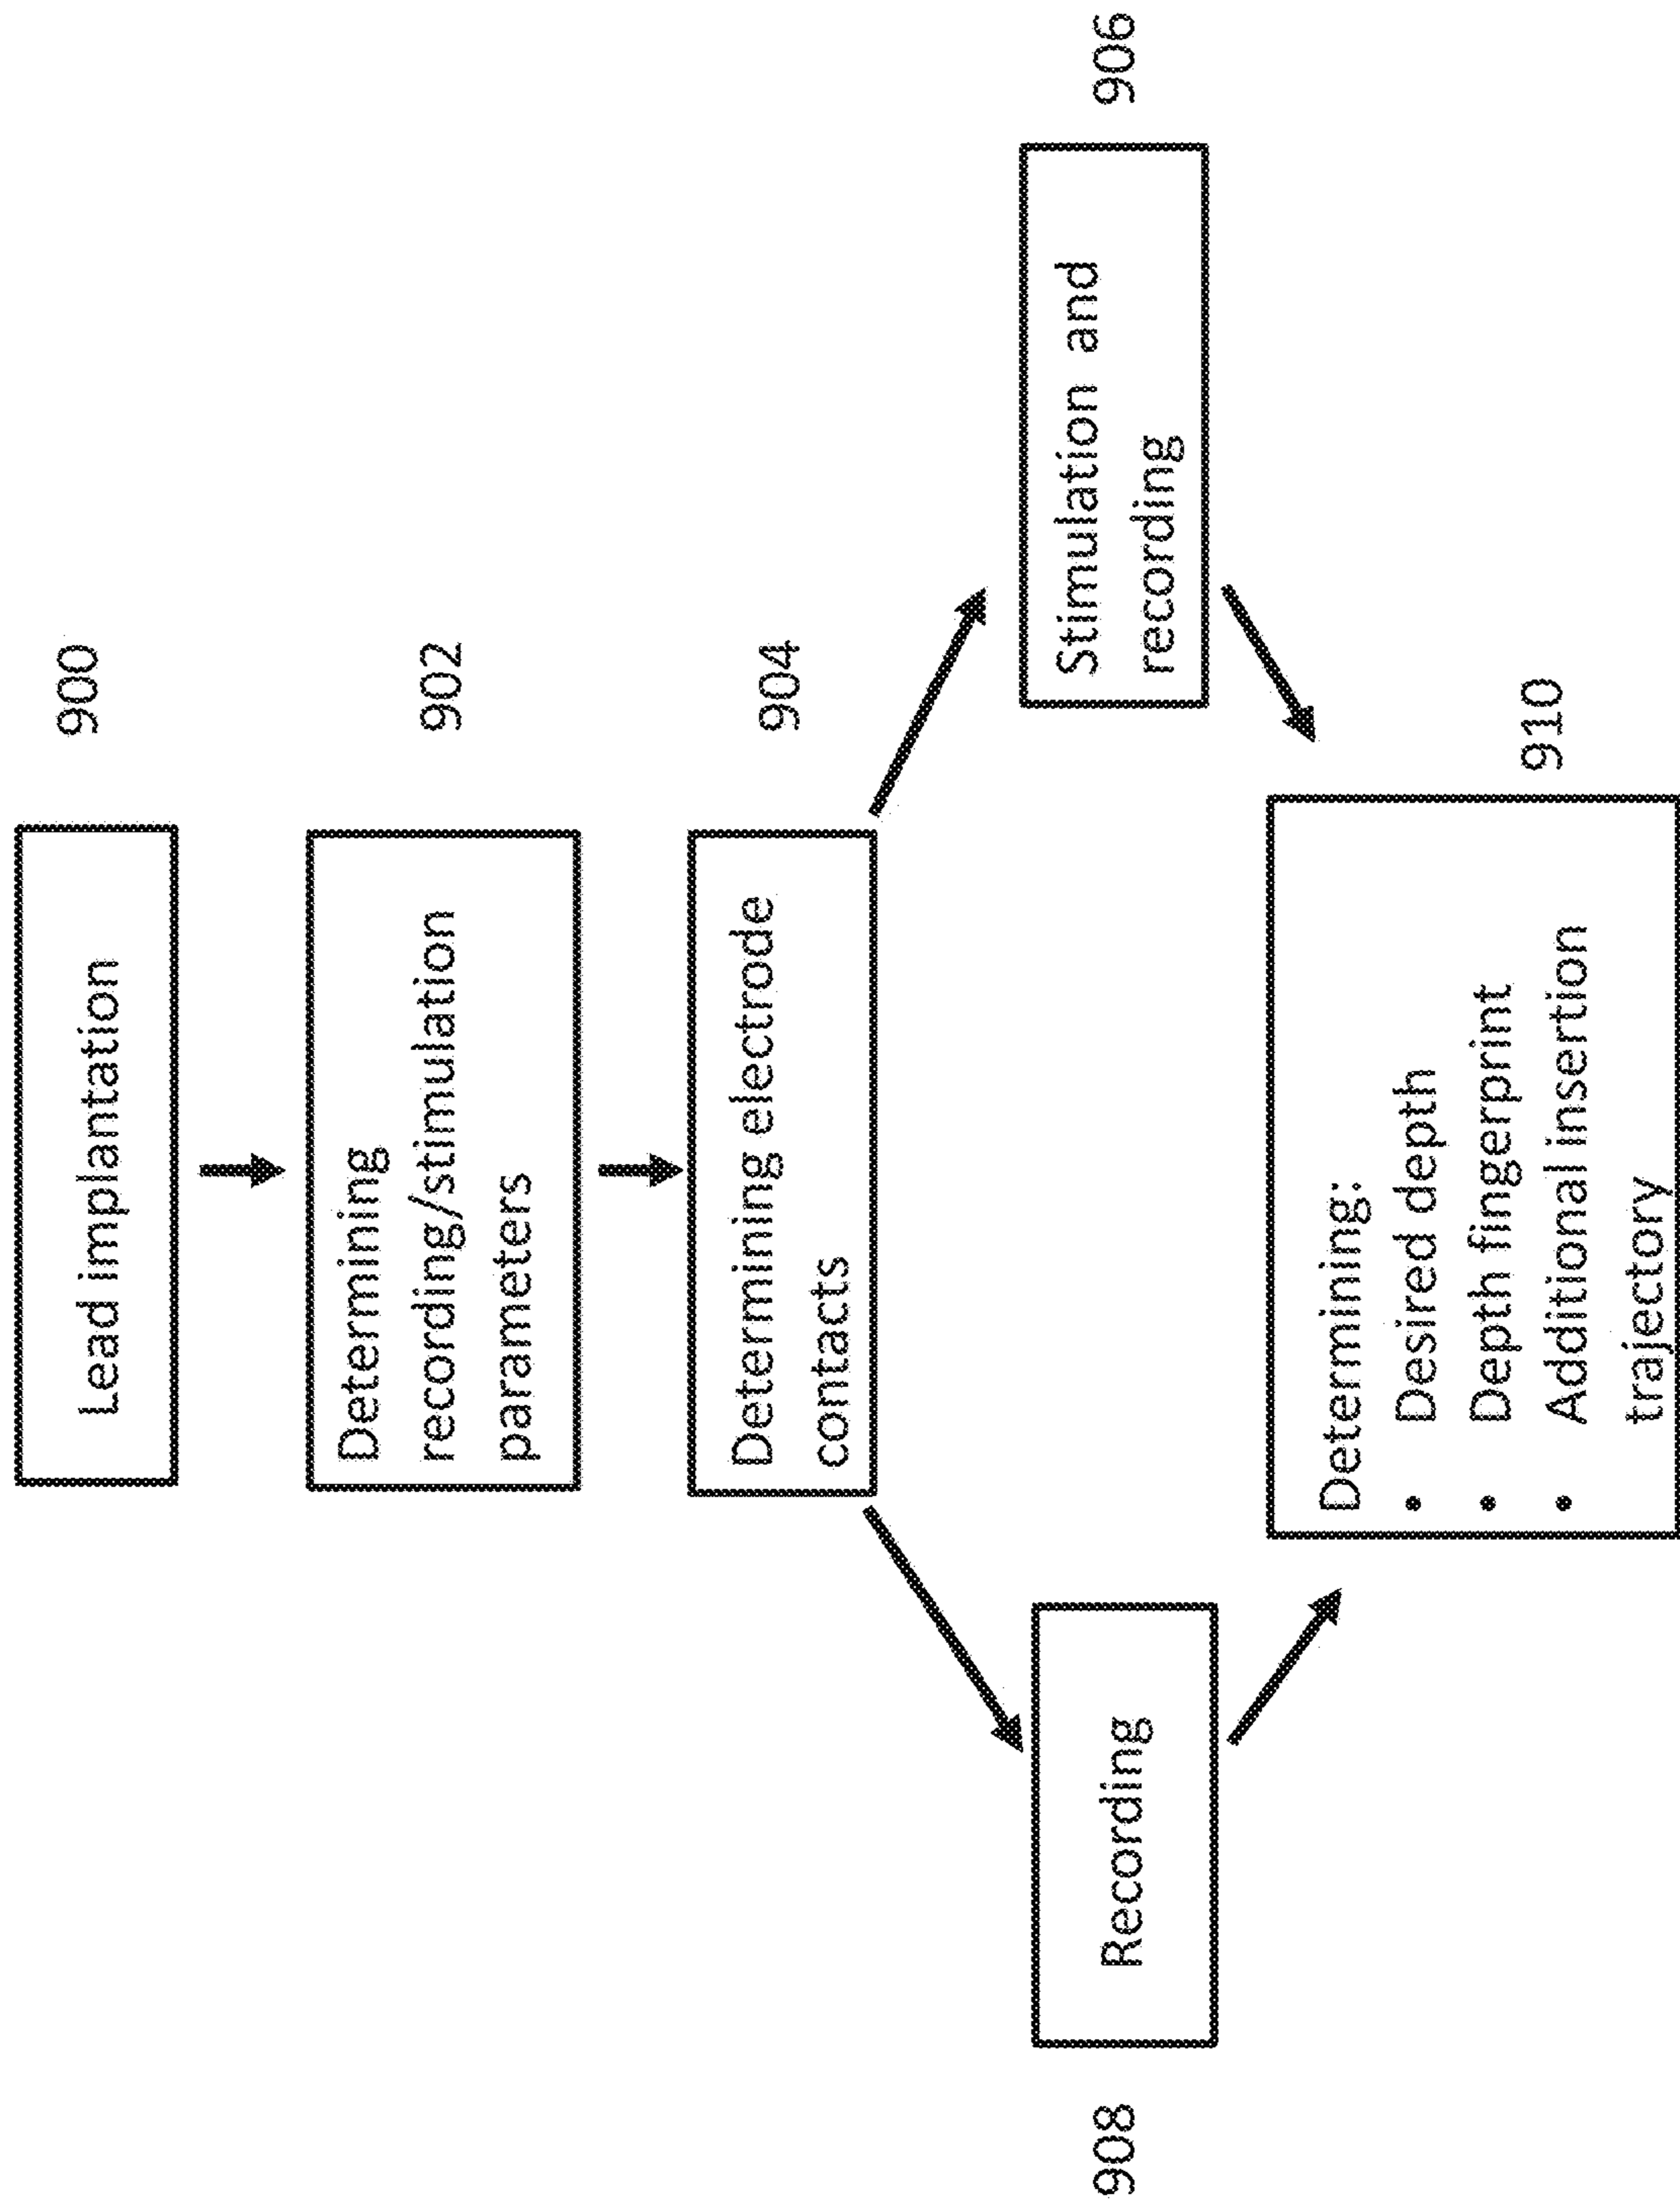 Lead implantation
900
Determining
recording/stimulation
parameters
902
Determining electrode
contacts
904
908
Recording
Stimulation and
recording
906
Determining:
• Desired depth
• Depth fingerprint
• Additional insertion
trajectory
910